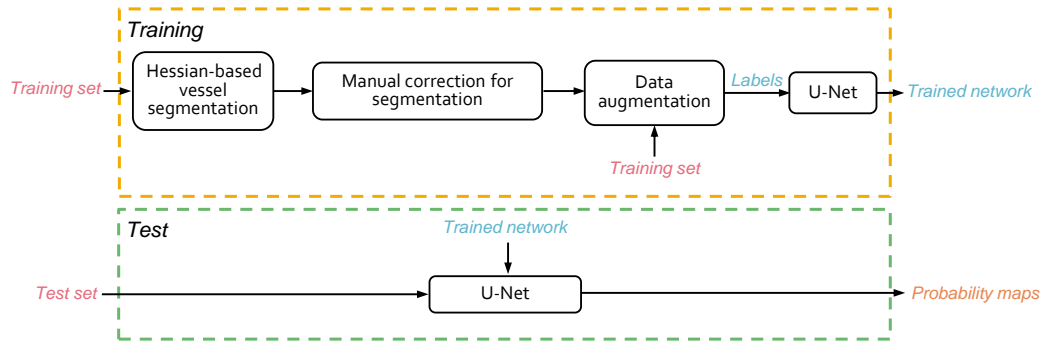 Training
Training set
Hessian-based
vessel
segmentation
Manual correction for
segmentation
Data
augmentation
Labels
U-Net
Trained network
Training set
Test
Trained network
Test set
U-Net
Probability maps